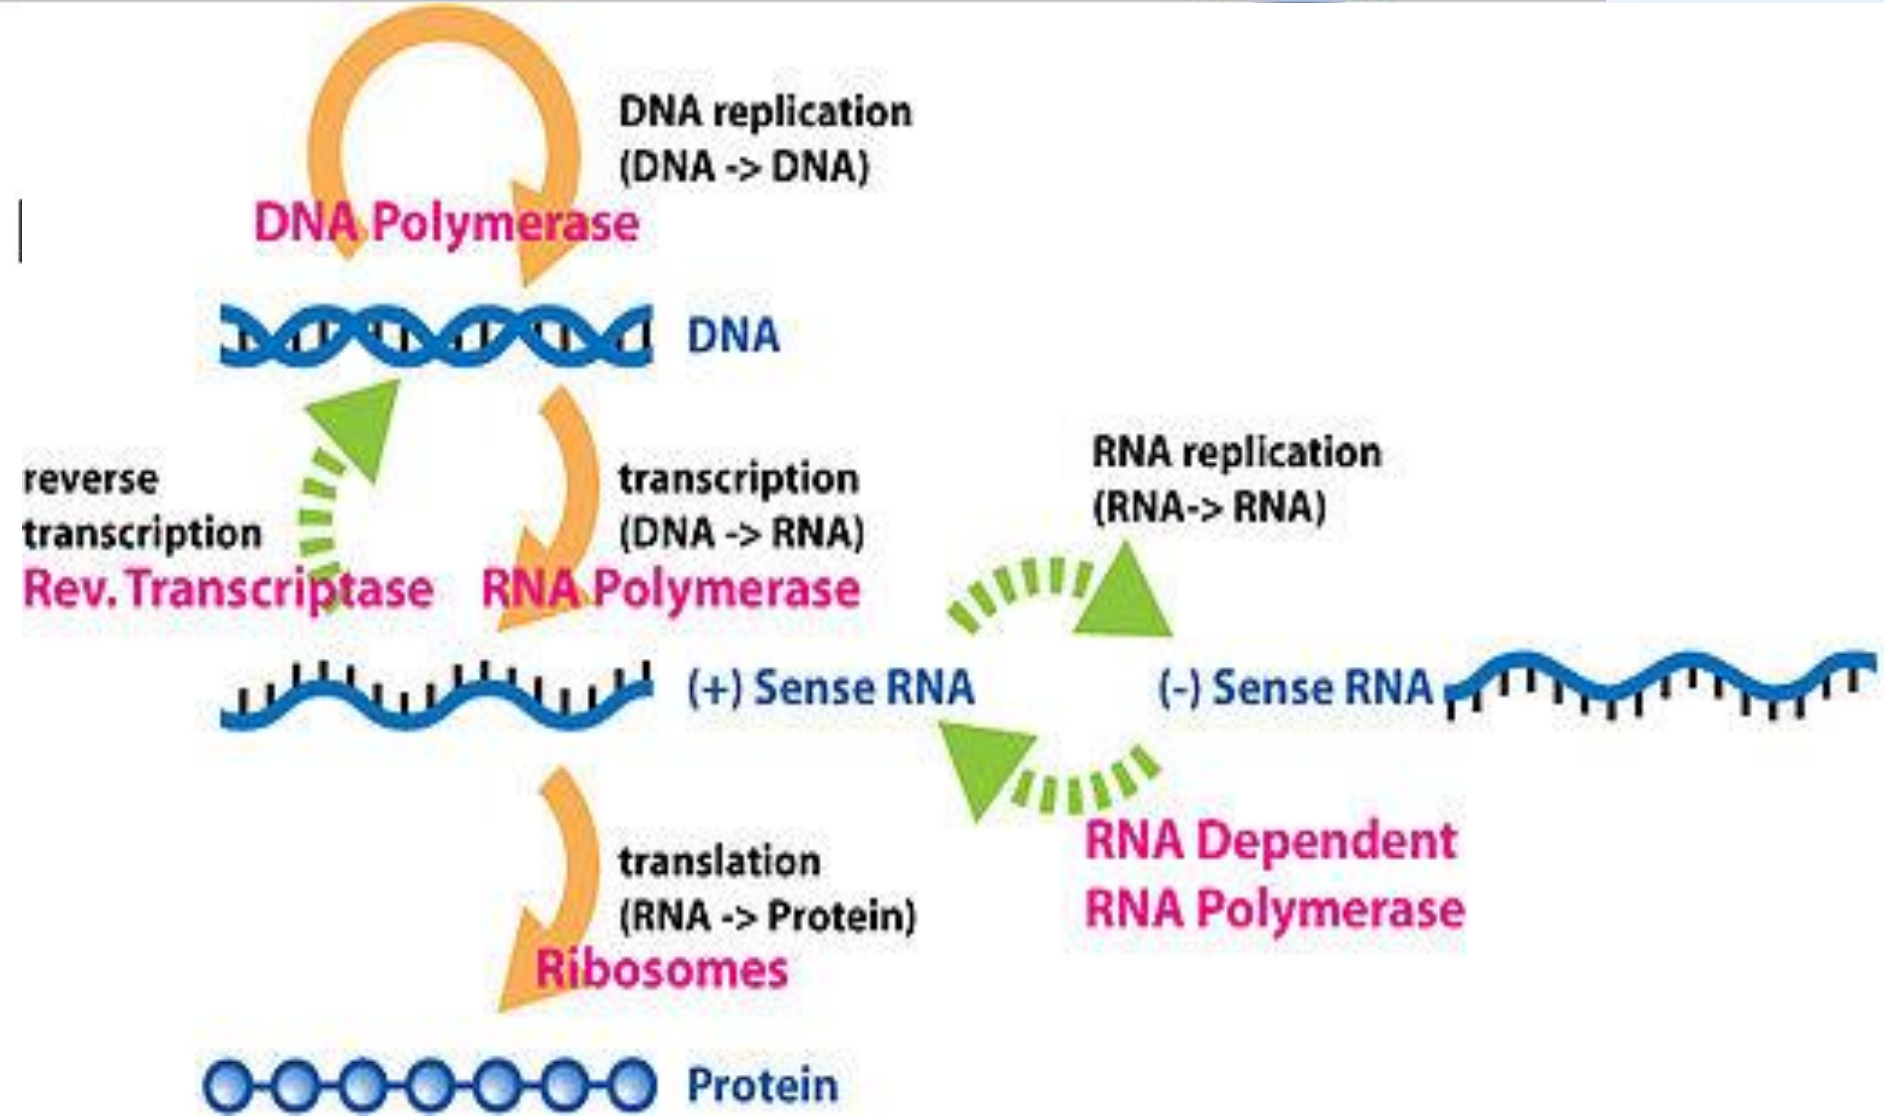 DNA replication
(DNA -> DNA)
DNA Polymerase
DNA
reverse
transcription
Rev. Transcriptase
transcription
(DNA -> RNA)
RNA Polymerase
RNA replication
(RNA-> RNA)
(+) Sense RNA
(-) Sense RNA
RNA Dependent
RNA Polymerase
translation
(RNA -> Protein)
Ribosomes
Protein